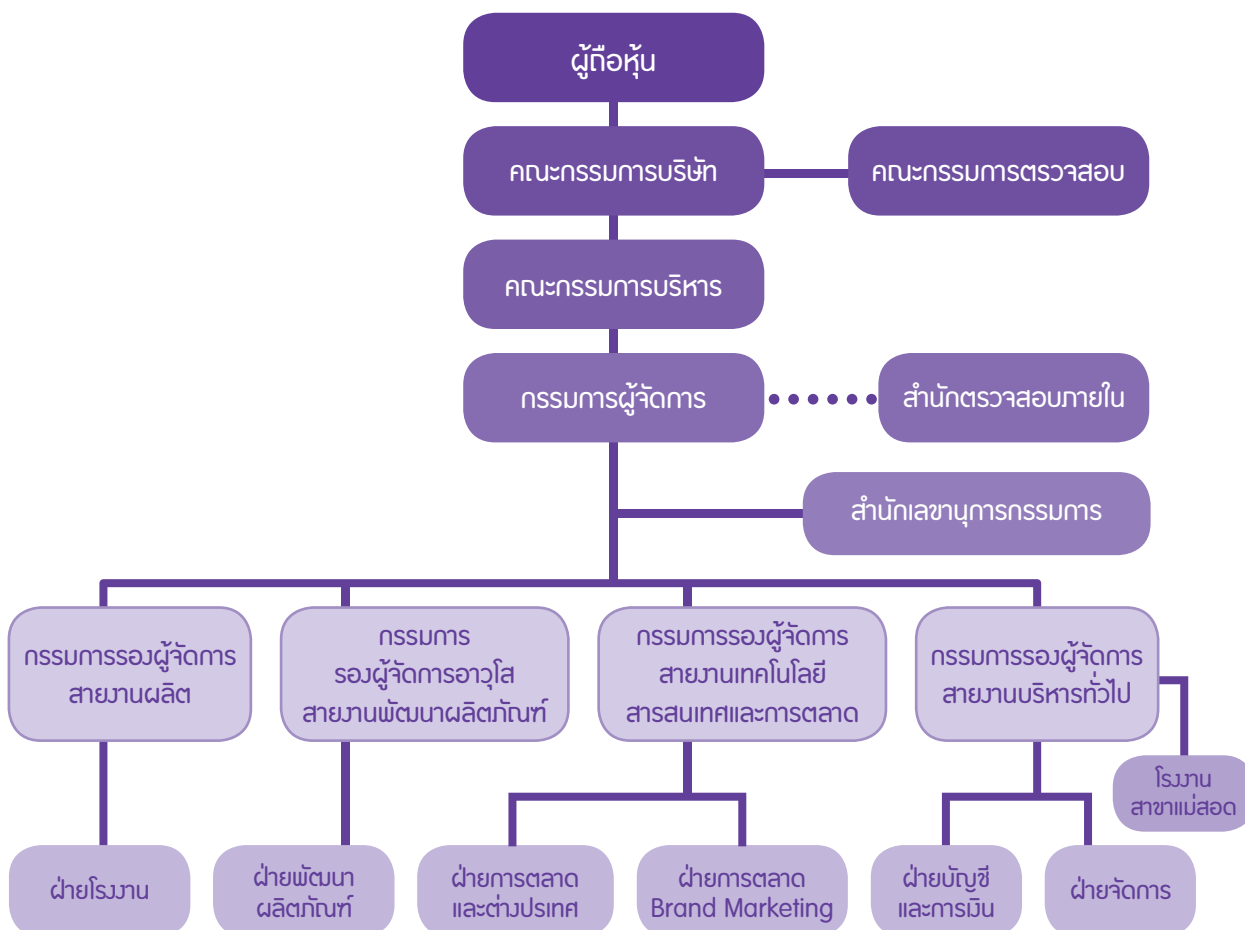 ผู้ถือหุ้น
คณะกรรมการบริษัท
คณะกรรมการตรวจสอบ
คณะกรรมการบริหาร
กรรมการผู้จัดการ
สำนักตรวจสอบภายใน
สำนักเลขานุการกรรมการ
กรรมการรองผู้จัดการ
สายงานผลิต
กรรมการ
รองผู้จัดการอาวุโส
สายงานพัฒนาผลิตภัณฑ์
กรรมการรองผู้จัดการ
สายงานเทคโนโลยี
สารสนเทศและการตลาด
กรรมการรองผู้จัดการ
สายงานบริหารทั่วไป
โรงงาน
สาขาแม่สอด
ฝ่ายโรงงาน
ฝ่ายพัฒนา
ผลิตภัณฑ์
ฝ่ายการตลาด
และต่างประเทศ
ฝ่ายการตลาด
Brand Marketing
ฝ่ายบัญชี
และการเงิน
ฝ่ายจัดการ